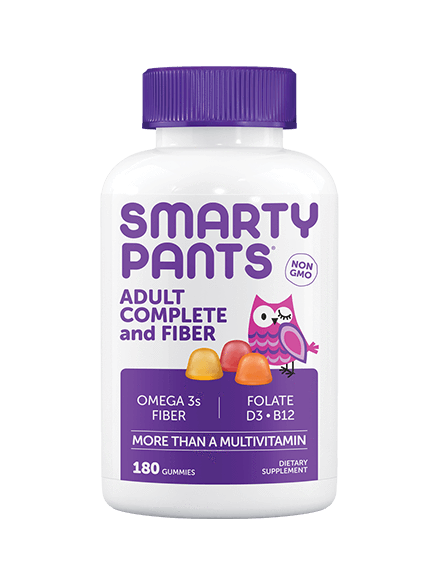 SMARTY
PANTS®
NON
GMO
ADULT
COMPLETE
and FIBER
OMEGA 3s
FIBER
FOLATE
D3 • B12
MORE THAN A MULTIVITAMIN
180 GUMMIES
DIETARY
SUPPLEMENT